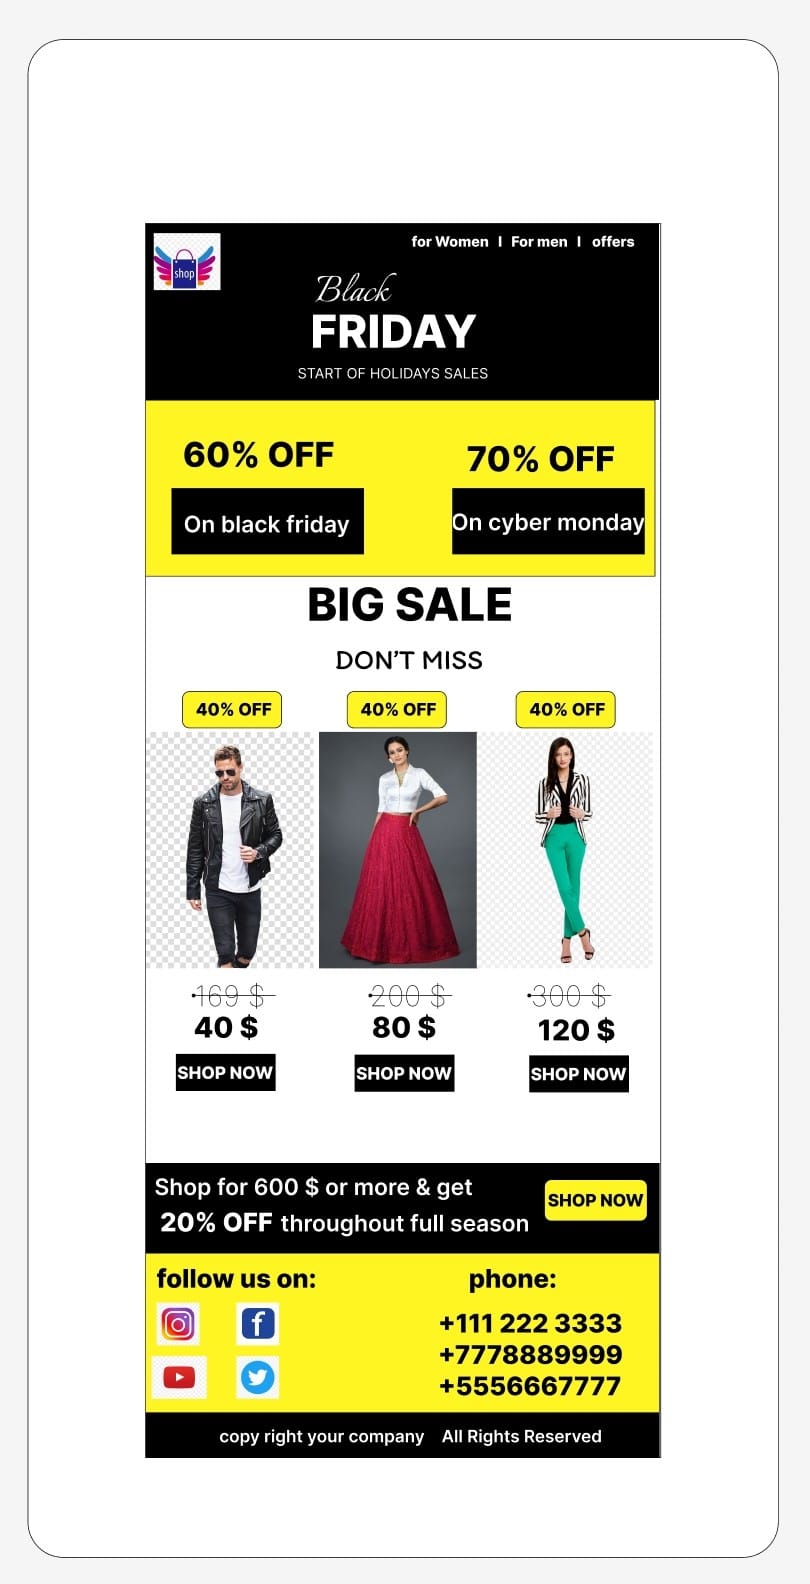 shop
for Women I For men I offers
Black
FRIDAY
START OF HOLIDAYS SALES
60% OFF
70% OFF
On black friday
On cyber monday
BIG SALE
DON'T MISS
40% OFF
40% OFF
40% OFF
169 $
200 $
300 $
40 $
80 $
120 $
SHOP NOW
SHOP NOW
SHOP NOW
Shop for 600 $ or more & get
20% OFF throughout full season
SHOP NOW
follow us on:
phone:
+111 222 3333
+7778889999
+5556667777
copy right your company All Rights Reserved